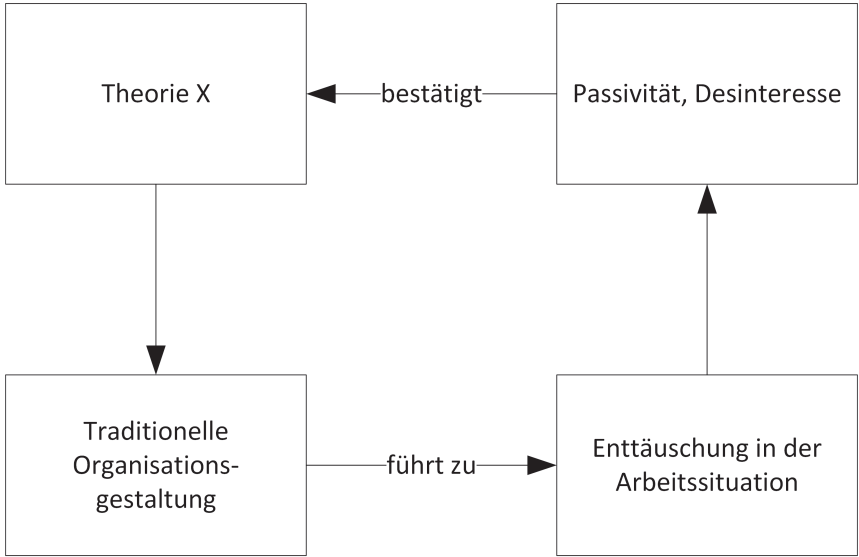 Theorie X
bestätigt
Passivität, Desinteresse
Traditionelle
Organisations-
gestaltung
führt zu
Enttäuschung in der
Arbeitssituation